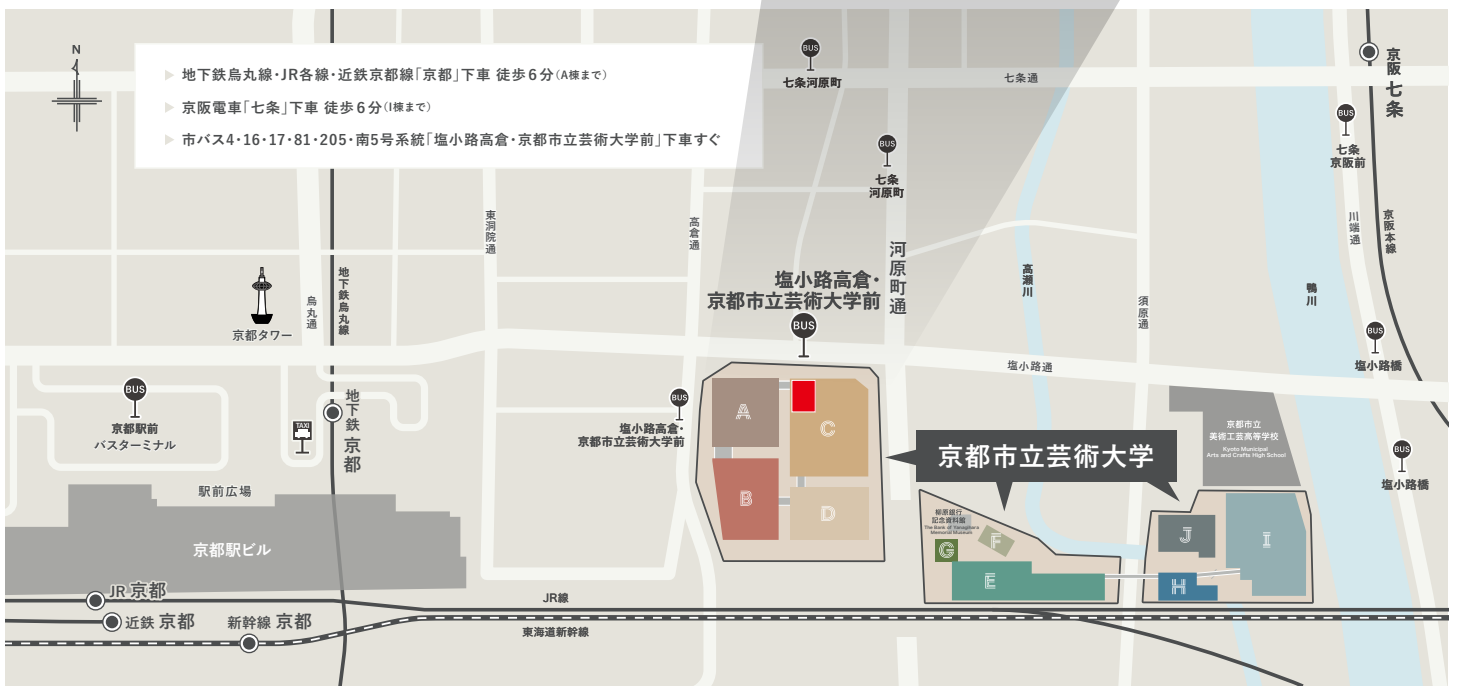 N
地下鉄烏丸線・JR各線・近鉄京都線「京都」下車 徒歩6分(A棟まで)
京阪電車「七条」下車 徒歩6分(I棟まで)
市バス4・16・17・81・205・南5号系統「塩小路高倉・京都市立芸術大学前」下車すぐ
BUS
七条河原町
七条通
京阪 七条
BUS
七条
京阪前
BUS
七条
河原町
東洞院通
高倉通
河原町通
高瀬川
須原通
鴨川
川端通
京阪本線
京都タワー
烏丸通
地下鉄烏丸線
塩小路高倉・
京都市立芸術大学前
BUS
塩小路通
BUS
塩小路橋
BUS
京都駅前
バスターミナル
TAXI
地下鉄 京都
BUS
塩小路高倉・
京都市立芸術大学前
A
B
C
D
京都市立芸術大学
京都市立
美術工芸高等学校
Kyoto Municipal
Arts and Crafts High School
BUS
塩小路橋
駅前広場
京都駅ビル
柳原銀行
記念資料館
The Bank of Yanagihara
Memorial Museum
G
F
E
J
I
H
JR 京都
近鉄 京都
新幹線 京都
JR線
東海道新幹線